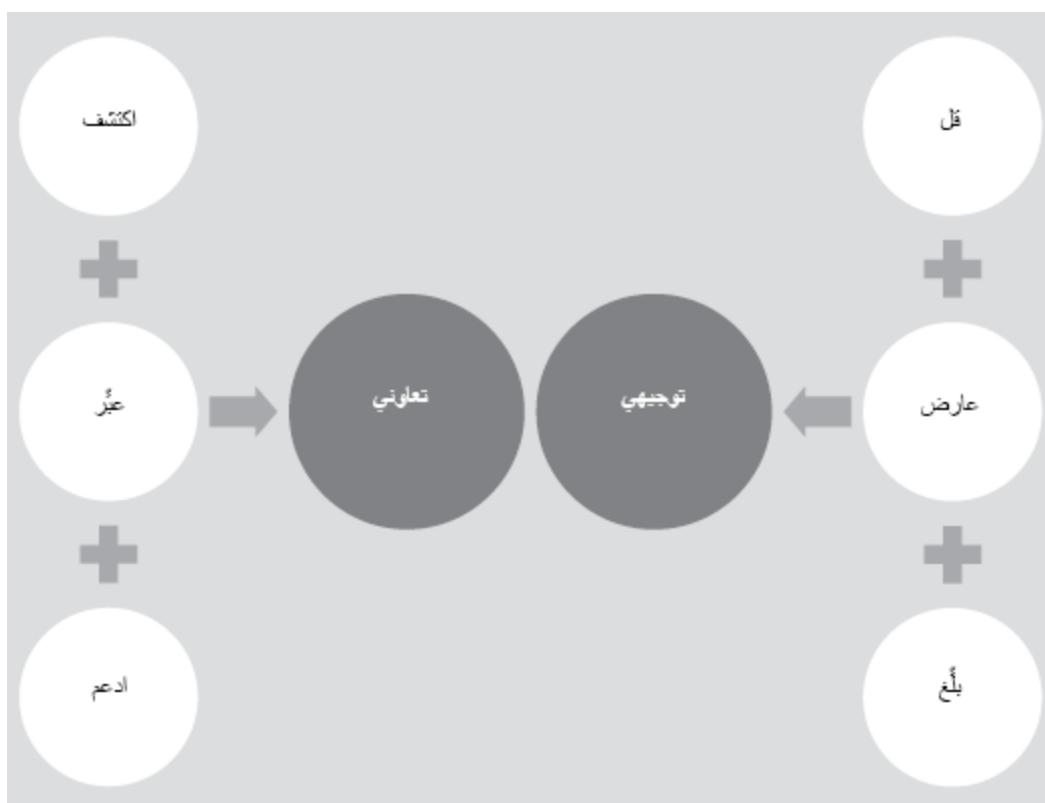 قل
عارض
بلِّغ
توجيهي
اكتشف
عبِّر
ادعم
تعاوني